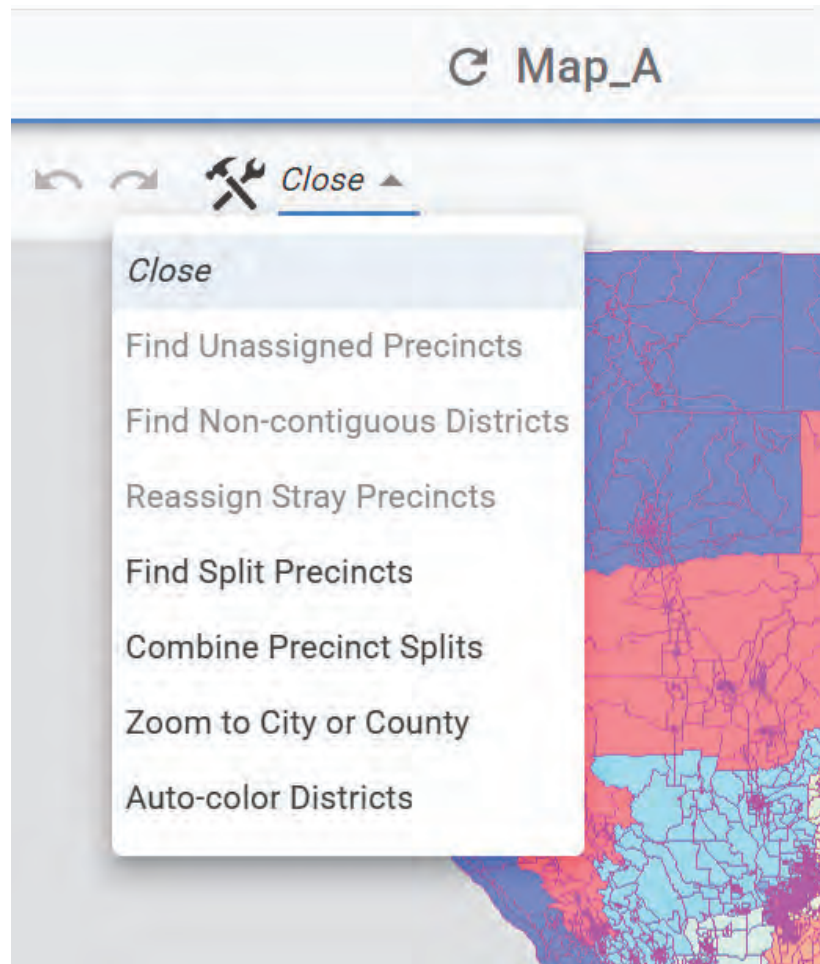 Map_A
Close
Close
Find Unassigned Precincts
Find Non-contiguous Districts
Reassign Stray Precincts
Find Split Precincts
Combine Precinct Splits
Zoom to City or County
Auto-color Districts